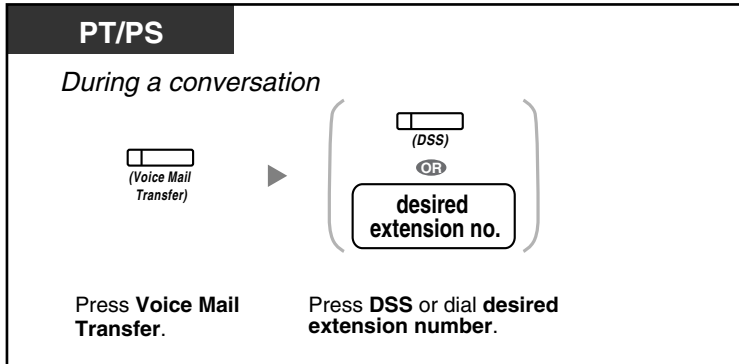 PT/PS
During a conversation
(DSS)
OR
(Voice Mail
Transfer)
desired
extension no.
Press Voice Mail
Transfer.
Press DSS or dial desired
extension number.